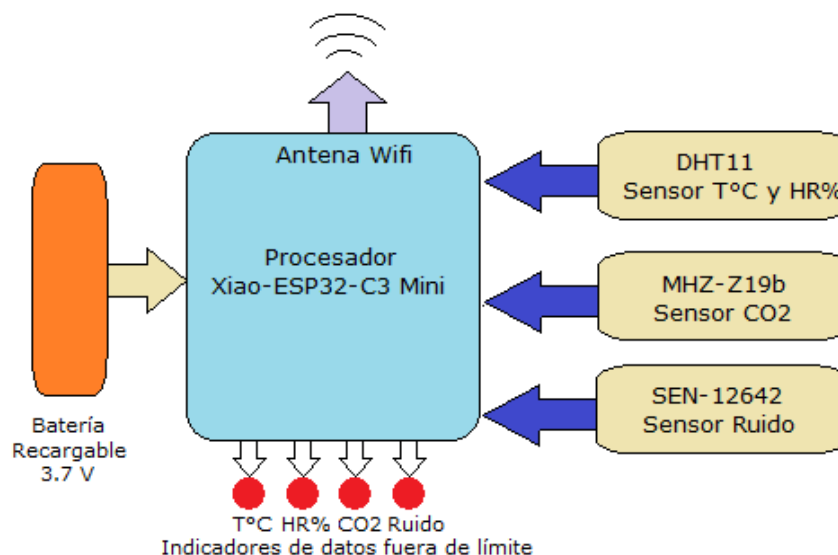 Antena Wifi
Procesador
Xiao-ESP32-C3 Mini
DHT11
Sensor T°C y HR%
MHZ-Z19b
Sensor CO2
SEN-12642
Sensor Ruido
Batería
Recargable
3.7 V
T°C HR% CO2 Ruido
Indicadores de datos fuera de límite